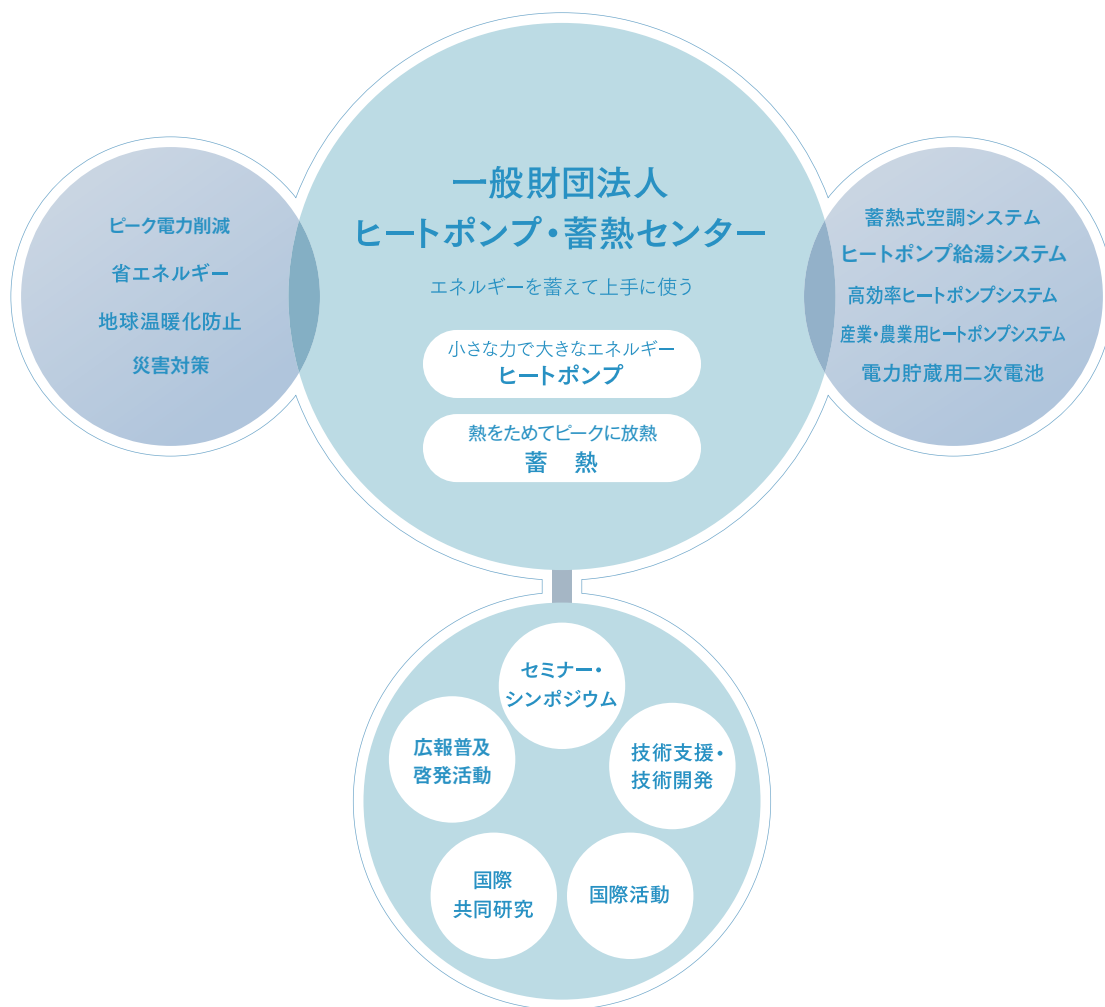 一般財団法人
ヒートポンプ・蓄熱センター
エネルギーを蓄えて上手に使う
小さな力で大きなエネルギー
ヒートポンプ
熱をためてピークに放熱
蓄 熱
ピーク電力削減
省エネルギー
地球温暖化防止
災害対策
蓄熱式空調システム
ヒートポンプ給湯システム
高効率ヒートポンプシステム
産業・農業用ヒートポンプシステム
電力貯蔵用二次電池
セミナー・
シンポジウム
広報普及
啓発活動
技術支援・
技術開発
国際
共同研究
国際活動